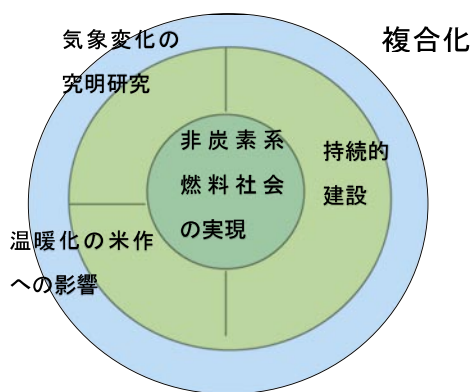 気象変化の
究明研究
複合化
非炭素系
燃料社会
の実現
持続的
建設
温暖化の米作
への影響